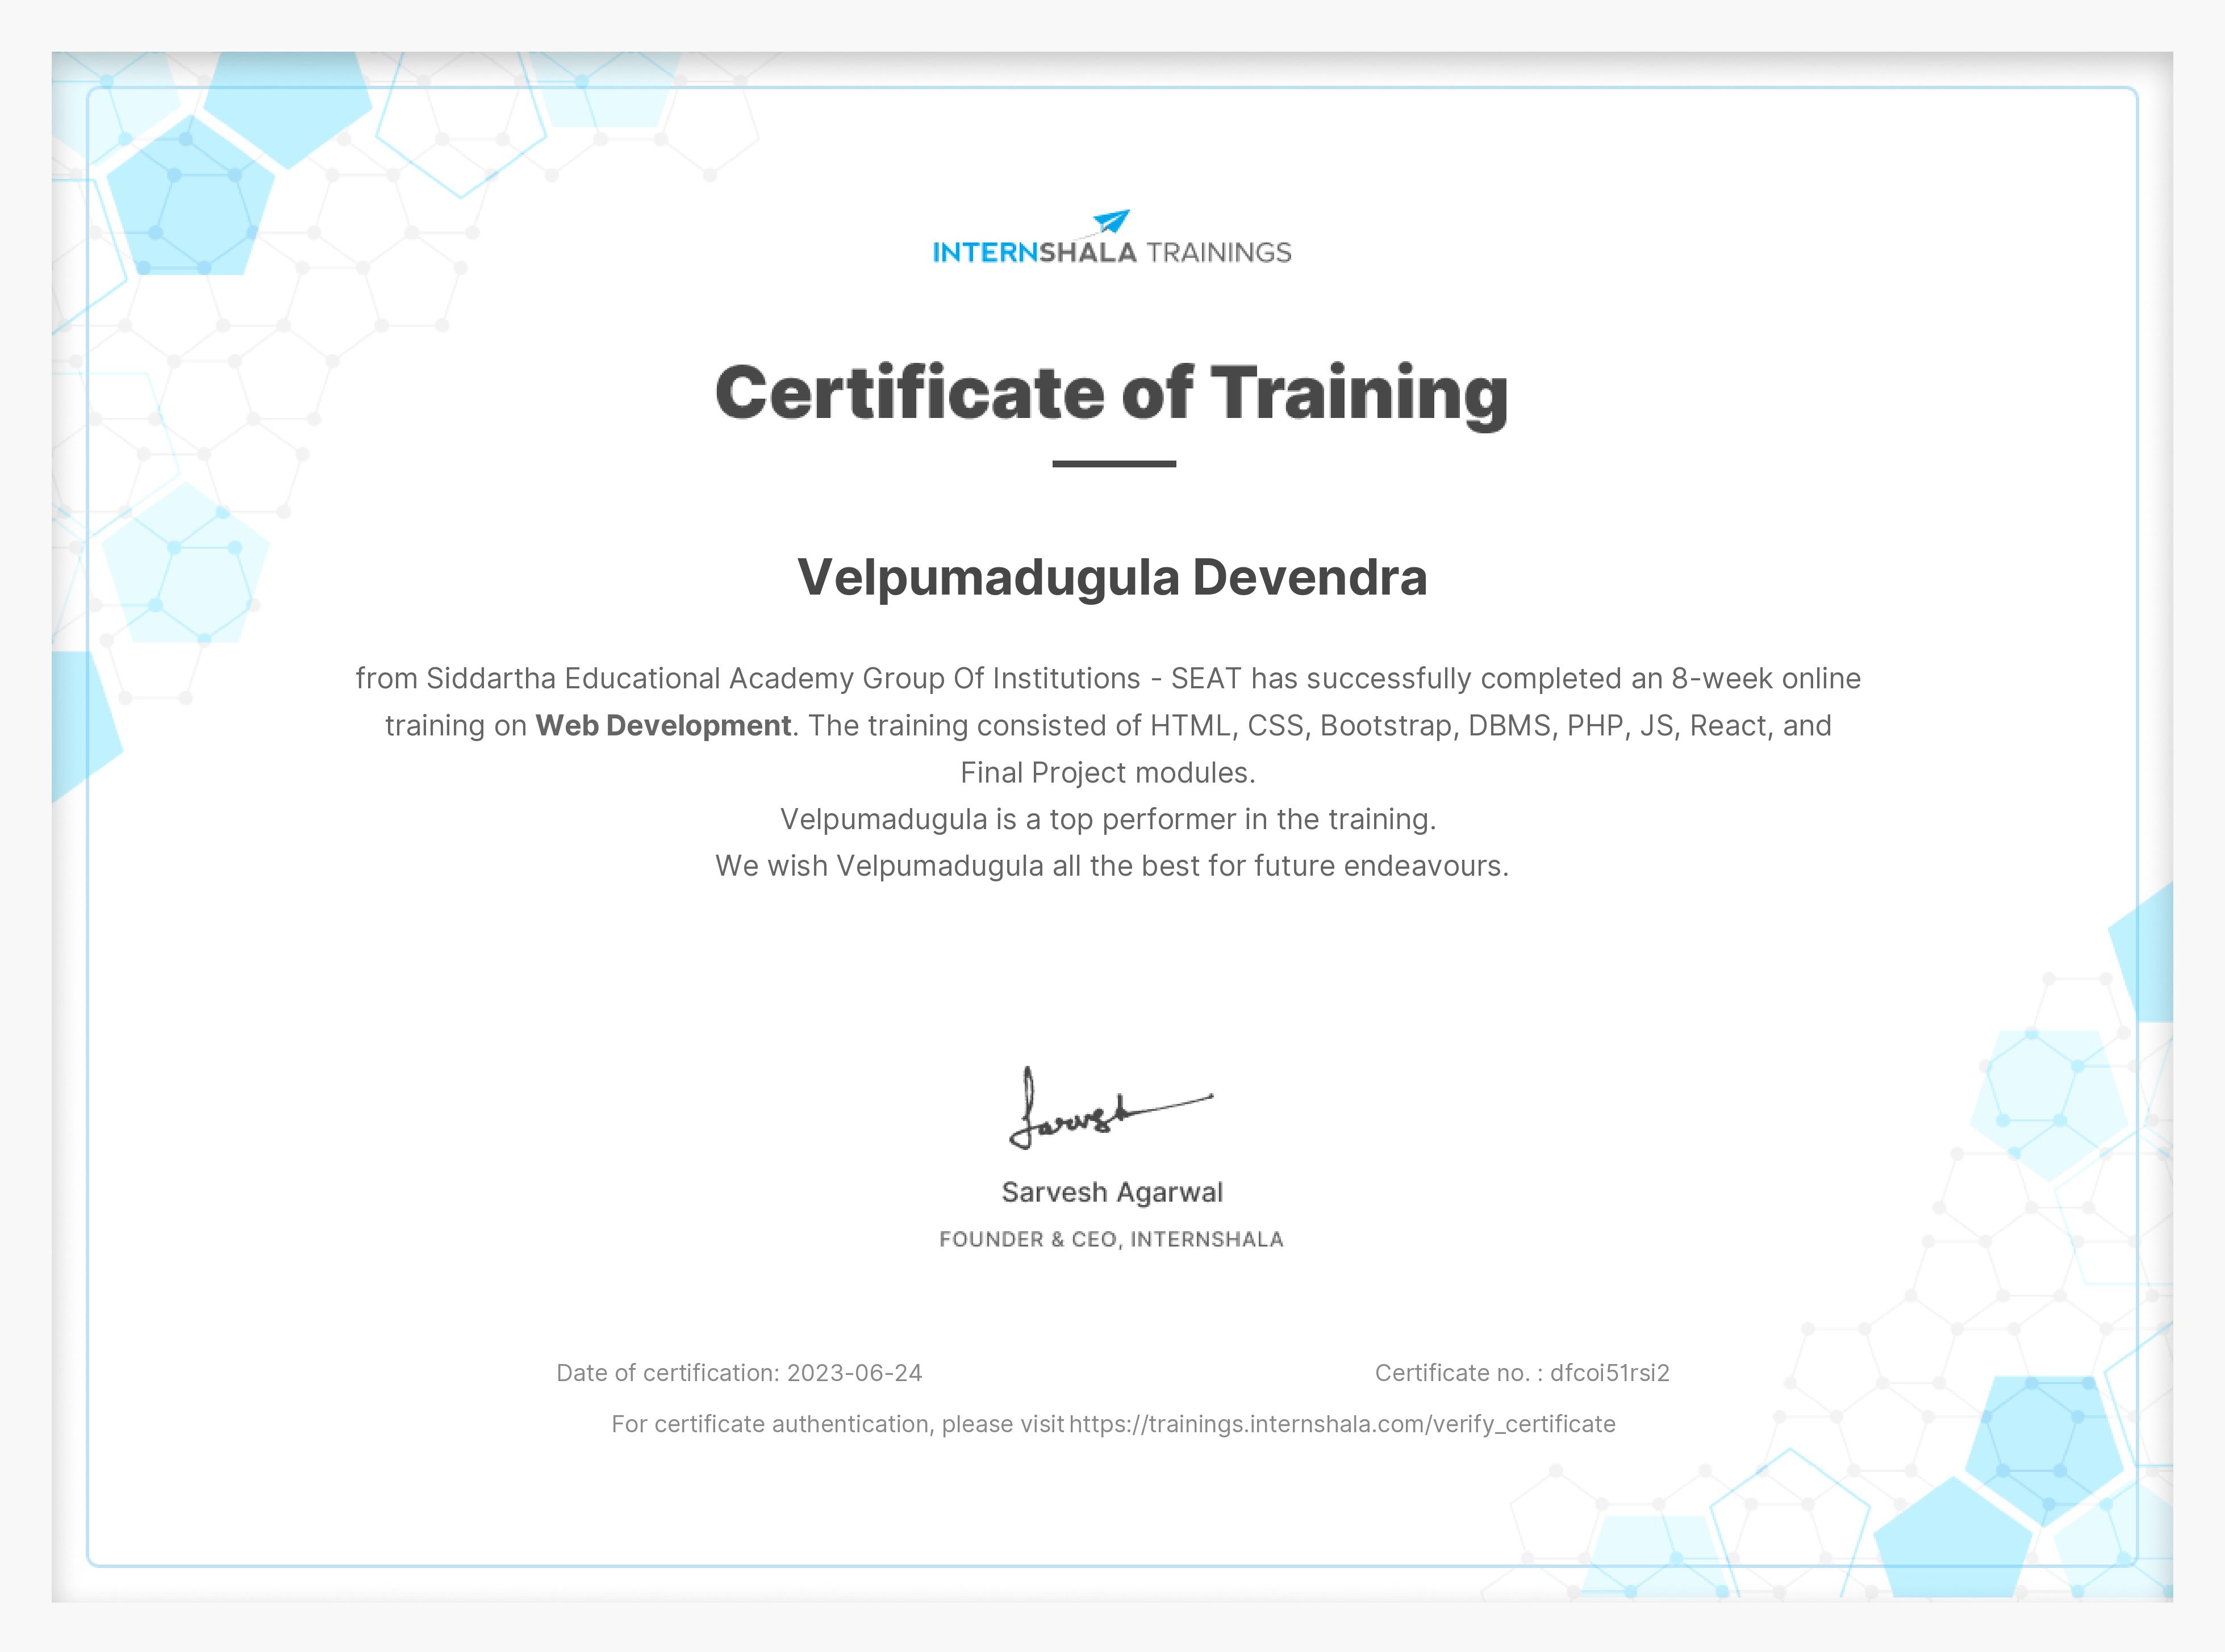 INTERNSHALA TRAININGS
Certificate of Training
Velpumadugula Devendra
from Siddartha Educational Academy Group Of Institutions - SEAT has successfully completed an 8-week online
training on Web Development. The training consisted of HTML, CSS, Bootstrap, DBMS, PHP, JS, React, and
Final Project modules.
Velpumadugula is a top performer in the training.
We wish Velpumadugula all the best for future endeavours.
Sarvesh
Sarvesh Agarwal
FOUNDER & CEO, INTERNSHALA
Date of certification: 2023-06-24 Certificate no. : dfcoi51rsi2
For certificate authentication, please visit https://trainings.internshala.com/verify_certificate